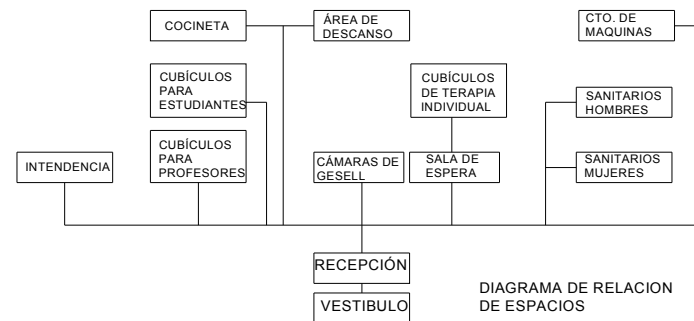 COCINETA
ÁREA DE
DESCANSO
CTO. DE
MAQUINAS
CUBÍCULOS
PARA
ESTUDIANTES
CUBÍCULOS
DE TERAPIA
INDIVIDUAL
SANITARIOS
HOMBRES
INTENDENCIA
CUBÍCULOS
PARA
PROFESORES
CÁMARAS DE
GESELL
SALA DE
ESPERA
SANITARIOS
MUJERES
RECEPCIÓN
VESTIBULO
DIAGRAMA DE RELACION
DE ESPACIOS